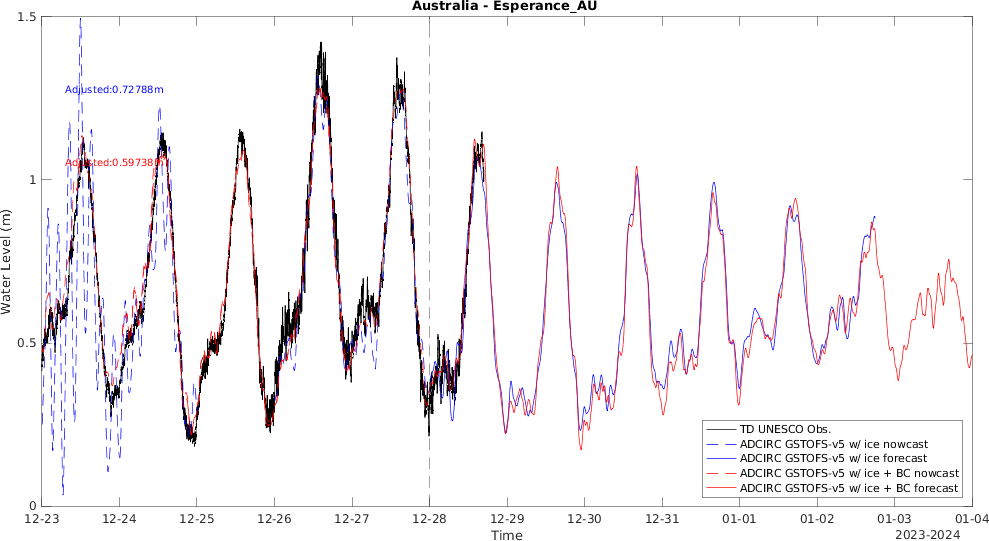 Australia - Esperance_AU
1.5
Adjusted:0.72788m
Adjusted:0.59738m
1
0.5
0
Water Level (m)
TD UNESCO Obs.
ADCIRC GSTOFS-v5 w/ ice nowcast
ADCIRC GSTOFS-v5 w/ ice forecast
ADCIRC GSTOFS-v5 w/ ice + BC nowcast
ADCIRC GSTOFS-v5 w/ ice + BC forecast
12-23 12-24 12-25 12-26 12-27 12-28 12-29 12-30 12-31 01-01 01-02 01-03 01-04
Time
2023-2024